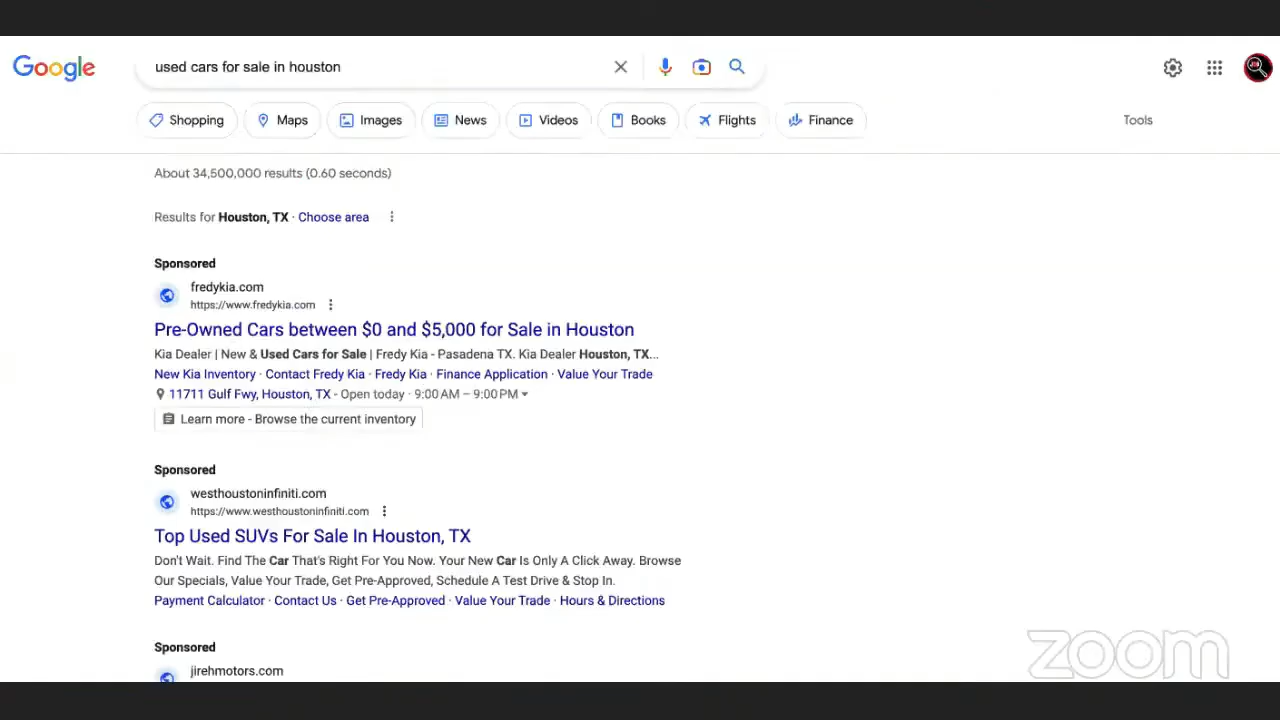 Google
used cars for sale in houston
Shopping
Maps
Images
News
Videos
Books
Flights
Finance
Tools
About 34,500,000 results (0.60 seconds)
Results for Houston, TX · Choose area
Sponsored
fredykia.com
https://www.fredykia.com
Pre-Owned Cars between $0 and $5,000 for Sale in Houston
Kia Dealer | New & Used Cars for Sale | Fredy Kia - Pasadena TX. Kia Dealer Houston, TX...
New Kia Inventory · Contact Fredy Kia · Fredy Kia · Finance Application · Value Your Trade
11711 Gulf Fwy, Houston, TX - Open today · 9:00 AM – 9:00 PM
Learn more - Browse the current inventory
Sponsored
westhoustoninfiniti.com
https://www.westhoustoninfiniti.com
Top Used SUVs For Sale In Houston, TX
Don't Wait. Find The Car That's Right For You Now. Your New Car Is Only A Click Away. Browse
Our Specials, Value Your Trade, Get Pre-Approved, Schedule A Test Drive & Stop In.
Payment Calculator · Contact Us · Get Pre-Approved · Value Your Trade · Hours & Directions
Sponsored
jirehmotors.com
zoom